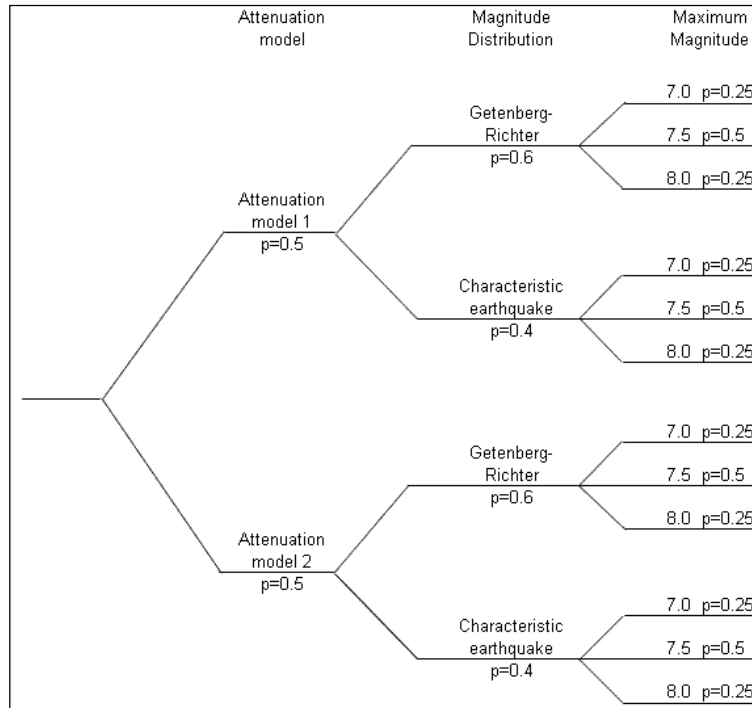 Attenuation
model
Magnitude
Distribution
Maximum
Magnitude
Attenuation
model 1
p=0.5
Getenberg-
Richter
p=0.6
7.0 p=0.25
7.5 p=0.5
8.0 p=0.25
Characteristic
earthquake
p=0.4
7.0 p=0.25
7.5 p=0.5
8.0 p=0.25
Attenuation
model 2
p=0.5
Getenberg-
Richter
p=0.6
7.0 p=0.25
7.5 p=0.5
8.0 p=0.25
Characteristic
earthquake
p=0.4
7.0 p=0.25
7.5 p=0.5
8.0 p=0.25